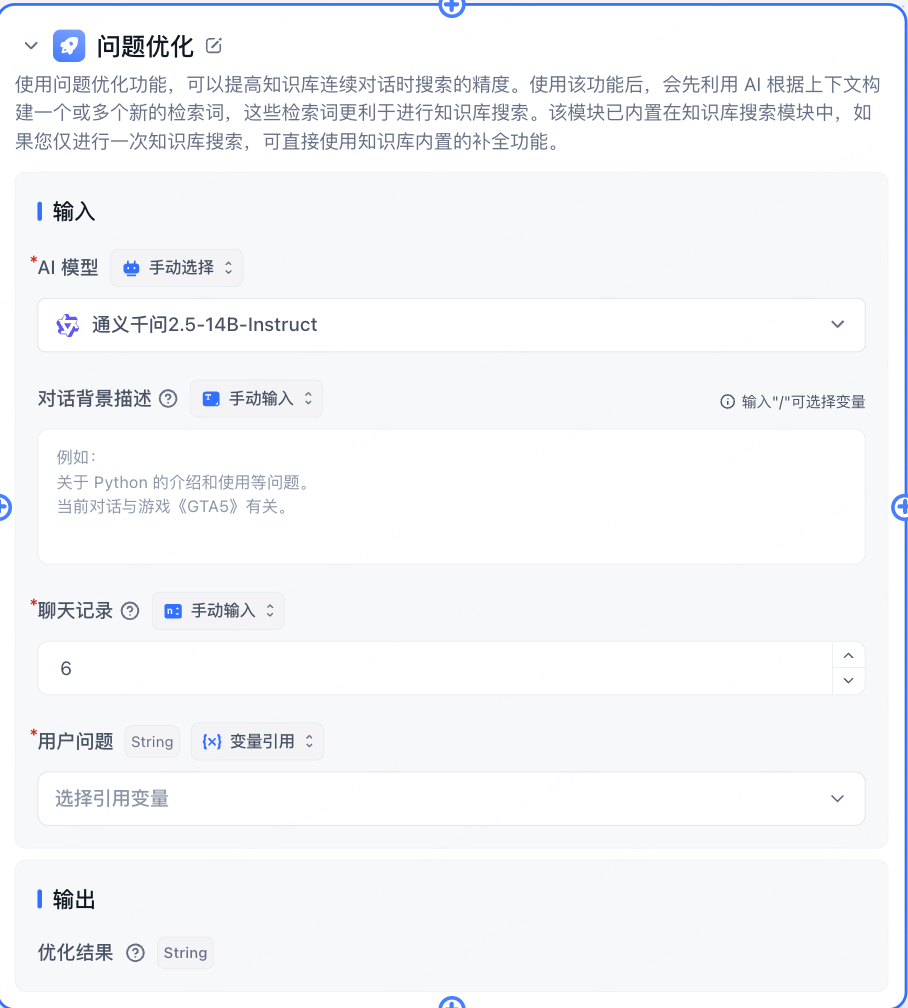 问题优化
使用问题优化功能，可以提高知识库连续对话时搜索的精度。使用该功能后，会先利用 AI 根据上下文构
建一个或多个新的检索词，这些检索词更利于进行知识库搜索。该模块已内置在知识库搜索模块中，如
果您仅进行一次知识库搜索，可直接使用知识库内置的补全功能。
输入
*AI 模型 手动选择
通义千问2.5-14B-Instruct
对话背景描述 ? T 手动输入 输入"/"可选择变量
例如：
关于 Python 的介绍和使用等问题。
当前对话与游戏《GTA5》有关。
*聊天记录 ? n: 手动输入
6
*用户问题 String {x} 变量引用
选择引用变量
输出
优化结果 ? String